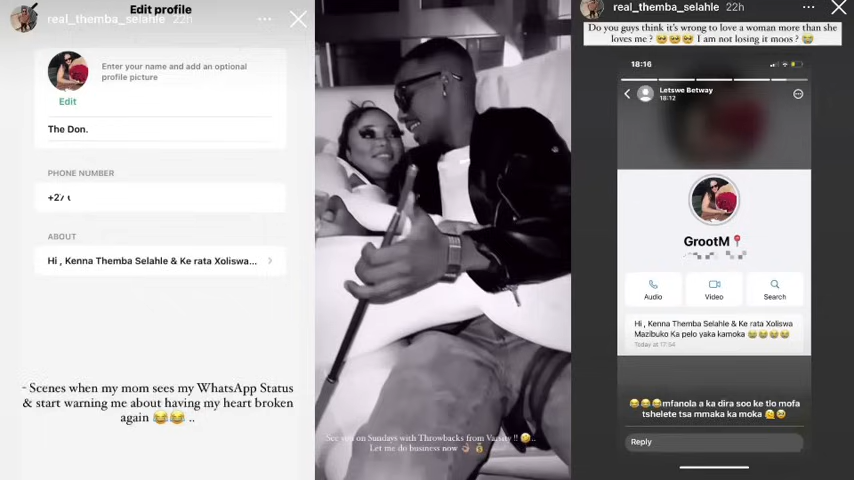 Edit profile
real_themba_selahle 22h
Enter your name and add an optional
profile picture
Edit
The Don.
PHONE NUMBER
+27
ABOUT
Hi , Kenna Themba Selahle & Ke rata Xoliswa...
- Scenes when my mom sees my WhatsApp Status
& start warning me about having my heart broken
again 😂😂 ..
See you on Sundays with Throwbacks from Varsity !! 🤣..
Let me do business now 👌🏾 💰
real_themba_selahle 22h
Do you guys think it's wrong to love a woman more than she
loves me ? 🥹🥹🥹 I am not losing it moos ? 😭
18:16
Letswe Betway
18:12
GrootM📍
Audio
Video
Search
Hi , Kenna Themba Selahle & Ke rata Xoliswa
Mazibuko Ka pelo yaka kamoka 😭😭😭😭
Today at 17:54
😂😂😂mfanola a ka dira soo ke tlo mofa
tshelete tsa mmaka ka moka
Reply